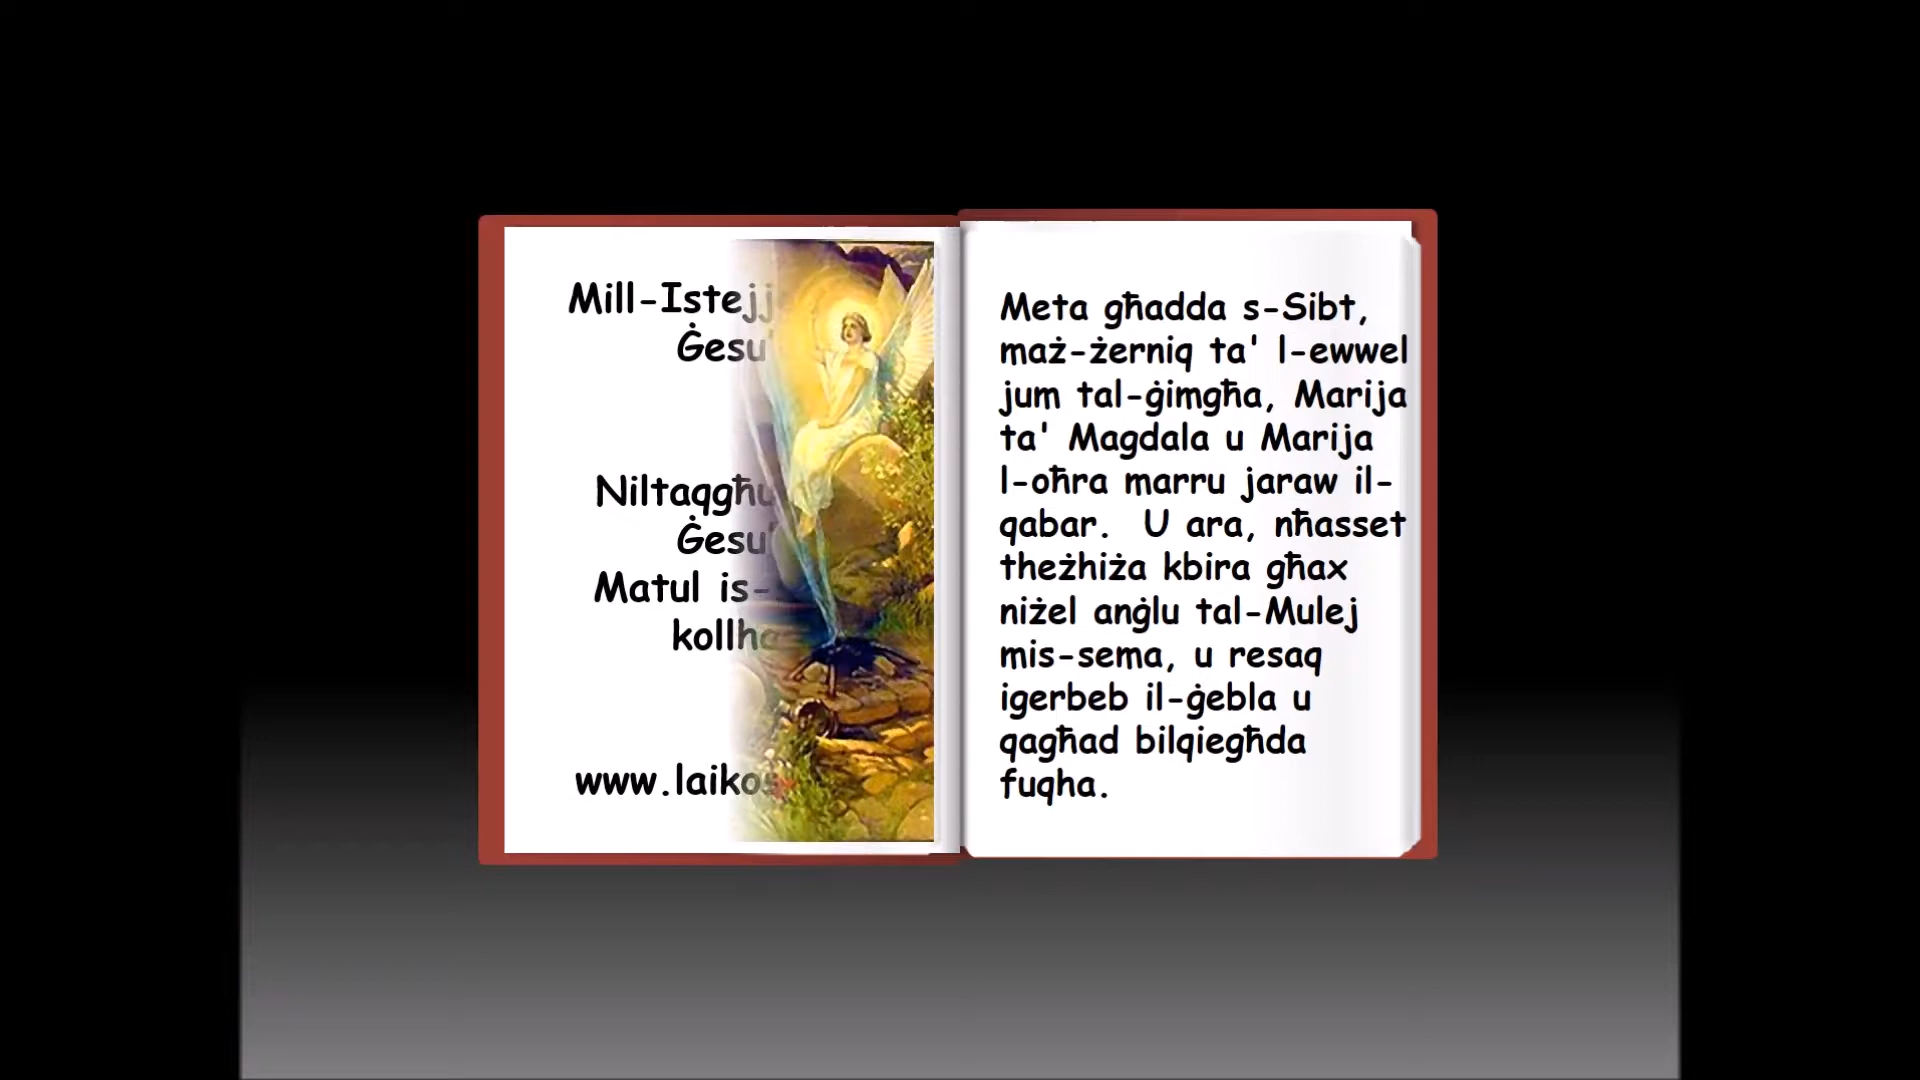 Mill-Istejj
Ġesu'
Niltaqgħu
Ġesu'
Matul is-
kollha
www.laikos
Meta għadda s-Sibt,
maż-żerniq ta' l-ewwel
jum tal-ġimgħa, Marija
ta' Magdala u Marija
l-oħra marru jaraw il-
qabar.  U ara, nħasset
theżhiża kbira għax
niżel anġlu tal-Mulej
mis-sema, u resaq
igerbeb il-ġebla u
qagħad bilqiegħda
fuqha.